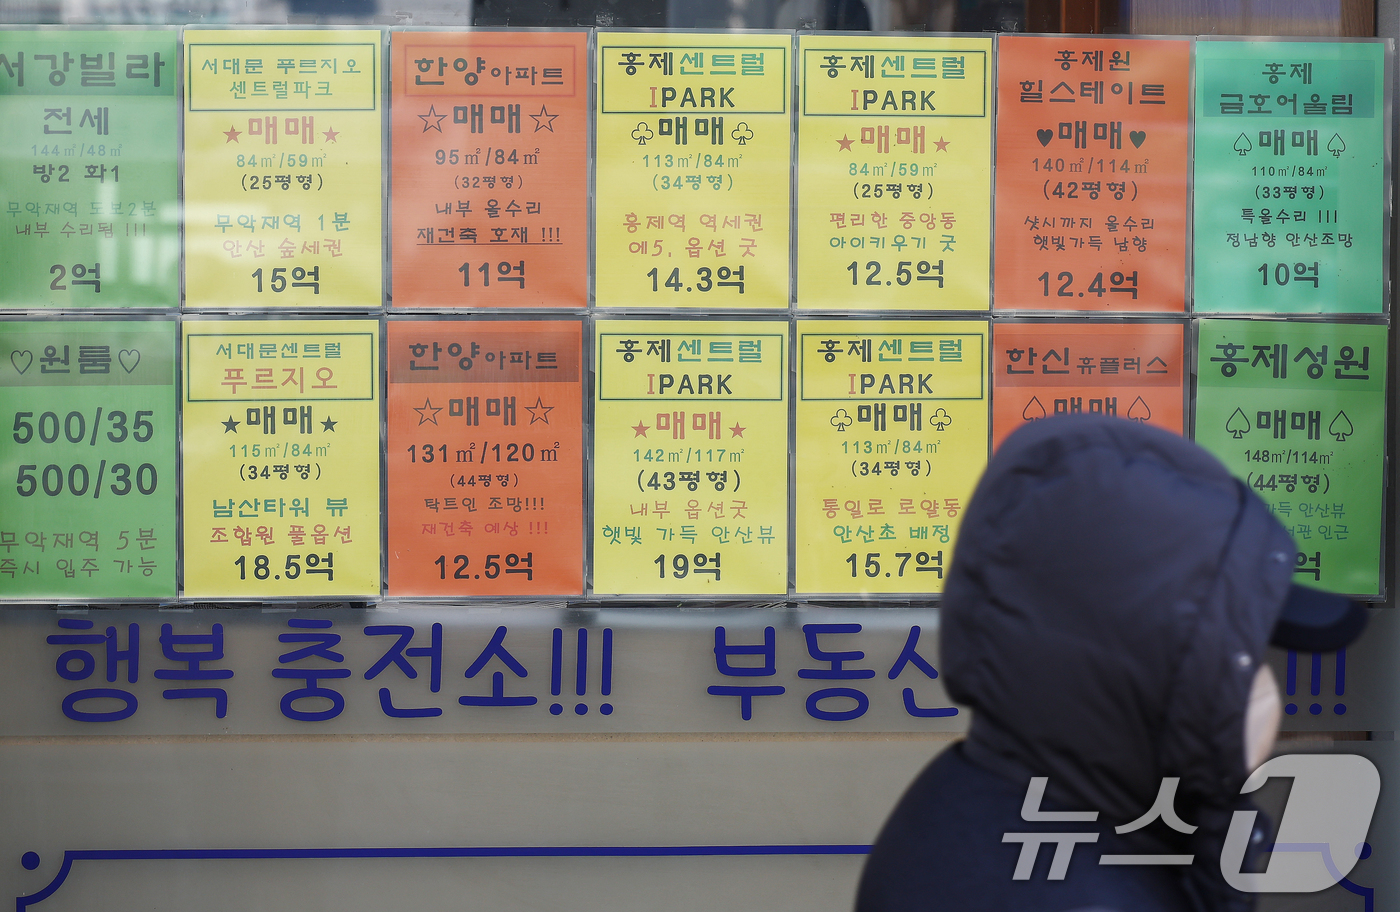 서강빌라
전세
144㎡/48㎡
방2 화1
무악재역 도보2분
내부 수리됨 !!!
2억
서대문 푸르지오
센트럴파크
★매매★
84㎡/59㎡
(25평형)
무악재역 1분
안산 숲세권
15억
한양아파트
☆매매☆
95㎡/84㎡
(32평형)
내부 올수리
재건축 호재 !!!
11억
홍제센트럴
IPARK
♧매매♧
113㎡/84㎡
(34평형)
홍제역 역세권
에5, 옵션 굿
14.3억
홍제센트럴
IPARK
★매매★
84㎡/59㎡
(25평형)
편리한 중앙동
아이키우기 굿
12.5억
홍제원
힐스테이트
♥매매♥
140㎡/114㎡
(42평형)
샷시까지 올수리
햇빛가득 남향
12.4억
홍제
금호어울림
♤매매♤
110㎡/84㎡
(33평형)
특올수리 !!!
정남향 안산조망
10억
♡원룸♡
500/35
500/30
무악재역 5분
즉시 입주 가능
서대문센트럴
푸르지오
★매매★
115㎡/84㎡
(34평형)
남산타워 뷰
조합원 풀옵션
18.5억
한양아파트
☆매매☆
131㎡/120㎡
(44평형)
탁트인 조망!!!
재건축 예상 !!!
12.5억
홍제센트럴
IPARK
★매매★
142㎡/117㎡
(43평형)
내부 옵션굿
햇빛 가득 안산뷰
19억
홍제센트럴
IPARK
♧매매♧
113㎡/84㎡
(34평형)
통일로 로얄동
안산초 배정
15.7억
한신휴플러스
♤매매♤
홍제성원
♤매매♤
148㎡/114㎡
(44평형)
안산뷰
인근
억
행복 충전소!!! 부동산 !!!
뉴스1